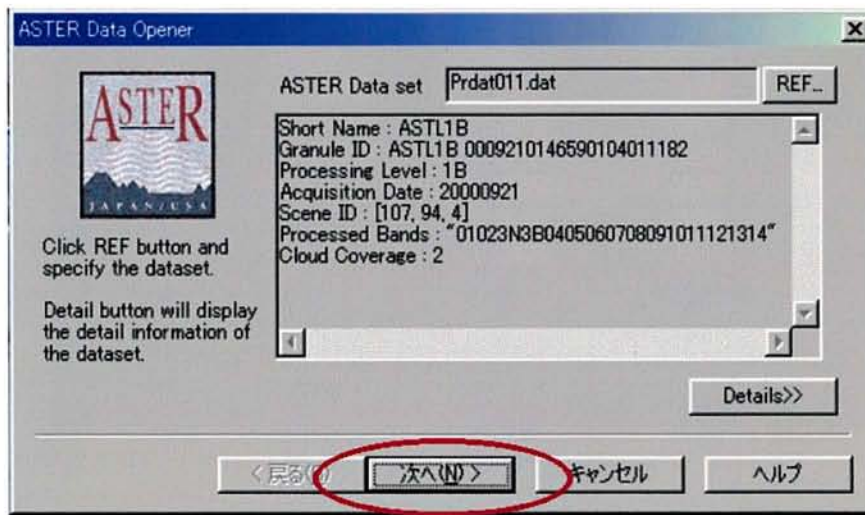 ASTER Data Opener
ASTER
JAPAN/USA
ASTER Data set Prdat011.dat REF...
Short Name : ASTL1B
Granule ID : ASTL1B 0009210146590104011182
Processing Level : 1B
Acquisition Date : 20000921
Scene ID : [107, 94, 4]
Processed Bands : "01023N3B040506070809101112​1314"
Cloud Coverage : 2
Click REF button and
specify the dataset.
Detail button will display
the detail information of
the dataset.
Details>>
< 戻る 次へ(N) > キャンセル ヘルプ